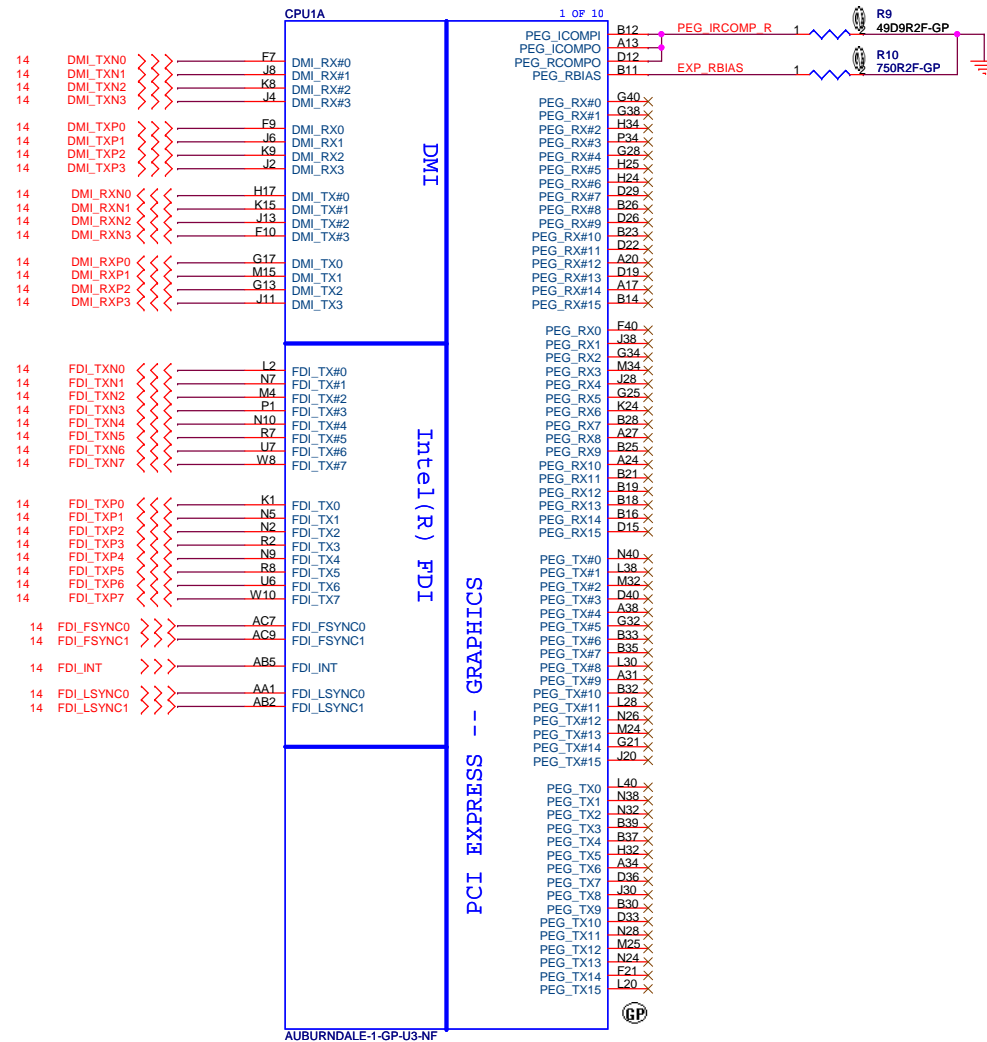 CPU1A 1 OF 10
14 DMI_TXN0 F7 DMI_RX#0
14 DMI_TXN1 J8 DMI_RX#1
14 DMI_TXN2 K8 DMI_RX#2
14 DMI_TXN3 J4 DMI_RX#3
14 DMI_TXP0 F9 DMI_RX0
14 DMI_TXP1 J6 DMI_RX1
14 DMI_TXP2 K9 DMI_RX2
14 DMI_TXP3 J2 DMI_RX3
14 DMI_RXN0 H17 DMI_TX#0
14 DMI_RXN1 K15 DMI_TX#1
14 DMI_RXN2 J13 DMI_TX#2
14 DMI_RXN3 F10 DMI_TX#3
14 DMI_RXP0 G17 DMI_TX0
14 DMI_RXP1 M15 DMI_TX1
14 DMI_RXP2 G13 DMI_TX2
14 DMI_RXP3 J11 DMI_TX3
DMI
14 FDI_TXN0 L2 FDI_TX#0
14 FDI_TXN1 N7 FDI_TX#1
14 FDI_TXN2 M4 FDI_TX#2
14 FDI_TXN3 P1 FDI_TX#3
14 FDI_TXN4 N10 FDI_TX#4
14 FDI_TXN5 R7 FDI_TX#5
14 FDI_TXN6 U7 FDI_TX#6
14 FDI_TXN7 W8 FDI_TX#7
14 FDI_TXP0 K1 FDI_TX0
14 FDI_TXP1 N5 FDI_TX1
14 FDI_TXP2 N2 FDI_TX2
14 FDI_TXP3 R2 FDI_TX3
14 FDI_TXP4 N9 FDI_TX4
14 FDI_TXP5 R8 FDI_TX5
14 FDI_TXP6 U6 FDI_TX6
14 FDI_TXP7 W10 FDI_TX7
14 FDI_FSYNC0 AC7 FDI_FSYNC0
14 FDI_FSYNC1 AC9 FDI_FSYNC1
14 FDI_INT AB5 FDI_INT
14 FDI_LSYNC0 AA1 FDI_LSYNC0
14 FDI_LSYNC1 AB2 FDI_LSYNC1
Intel(R) FDI
PCI EXPRESS -- GRAPHICS
PEG_ICOMPI B12 PEG_IRCOMP_R 1 2 R9 49D9R2F-GP
PEG_ICOMPO A13
PEG_RCOMPO D12
PEG_RBIAS B11 EXP_RBIAS 1 2 R10 750R2F-GP
PEG_RX#0 G40
PEG_RX#1 G38
PEG_RX#2 H34
PEG_RX#3 P34
PEG_RX#4 G28
PEG_RX#5 H25
PEG_RX#6 H24
PEG_RX#7 D29
PEG_RX#8 B26
PEG_RX#9 D26
PEG_RX#10 B23
PEG_RX#11 D22
PEG_RX#12 A20
PEG_RX#13 D19
PEG_RX#14 A17
PEG_RX#15 B14
PEG_RX0 F40
PEG_RX1 J38
PEG_RX2 G34
PEG_RX3 M34
PEG_RX4 J28
PEG_RX5 G25
PEG_RX6 K24
PEG_RX7 B28
PEG_RX8 A27
PEG_RX9 B25
PEG_RX10 A24
PEG_RX11 B21
PEG_RX12 B19
PEG_RX13 B18
PEG_RX14 B16
PEG_RX15 D15
PEG_TX#0 N40
PEG_TX#1 L38
PEG_TX#2 M32
PEG_TX#3 D40
PEG_TX#4 A38
PEG_TX#5 G32
PEG_TX#6 B33
PEG_TX#7 B35
PEG_TX#8 L30
PEG_TX#9 A31
PEG_TX#10 B32
PEG_TX#11 L28
PEG_TX#12 N26
PEG_TX#13 M24
PEG_TX#14 G21
PEG_TX#15 J20
PEG_TX0 L40
PEG_TX1 N38
PEG_TX2 N32
PEG_TX3 B39
PEG_TX4 B37
PEG_TX5 H32
PEG_TX6 A34
PEG_TX7 D36
PEG_TX8 J30
PEG_TX9 B30
PEG_TX10 D33
PEG_TX11 N28
PEG_TX12 M25
PEG_TX13 N24
PEG_TX14 F21
PEG_TX15 L20
GP
AUBURNDALE-1-GP-U3-NF